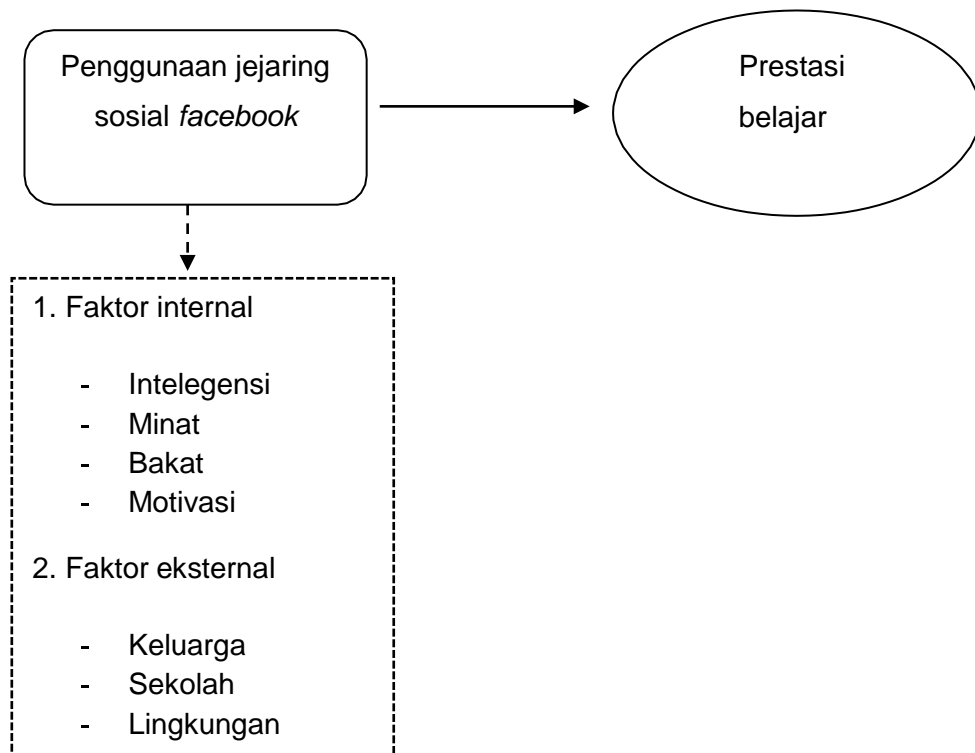 Penggunaan jejaring
sosial facebook
Prestasi
belajar
1. Faktor internal
- Intelegensi
- Minat
- Bakat
- Motivasi
2. Faktor eksternal
- Keluarga
- Sekolah
- Lingkungan